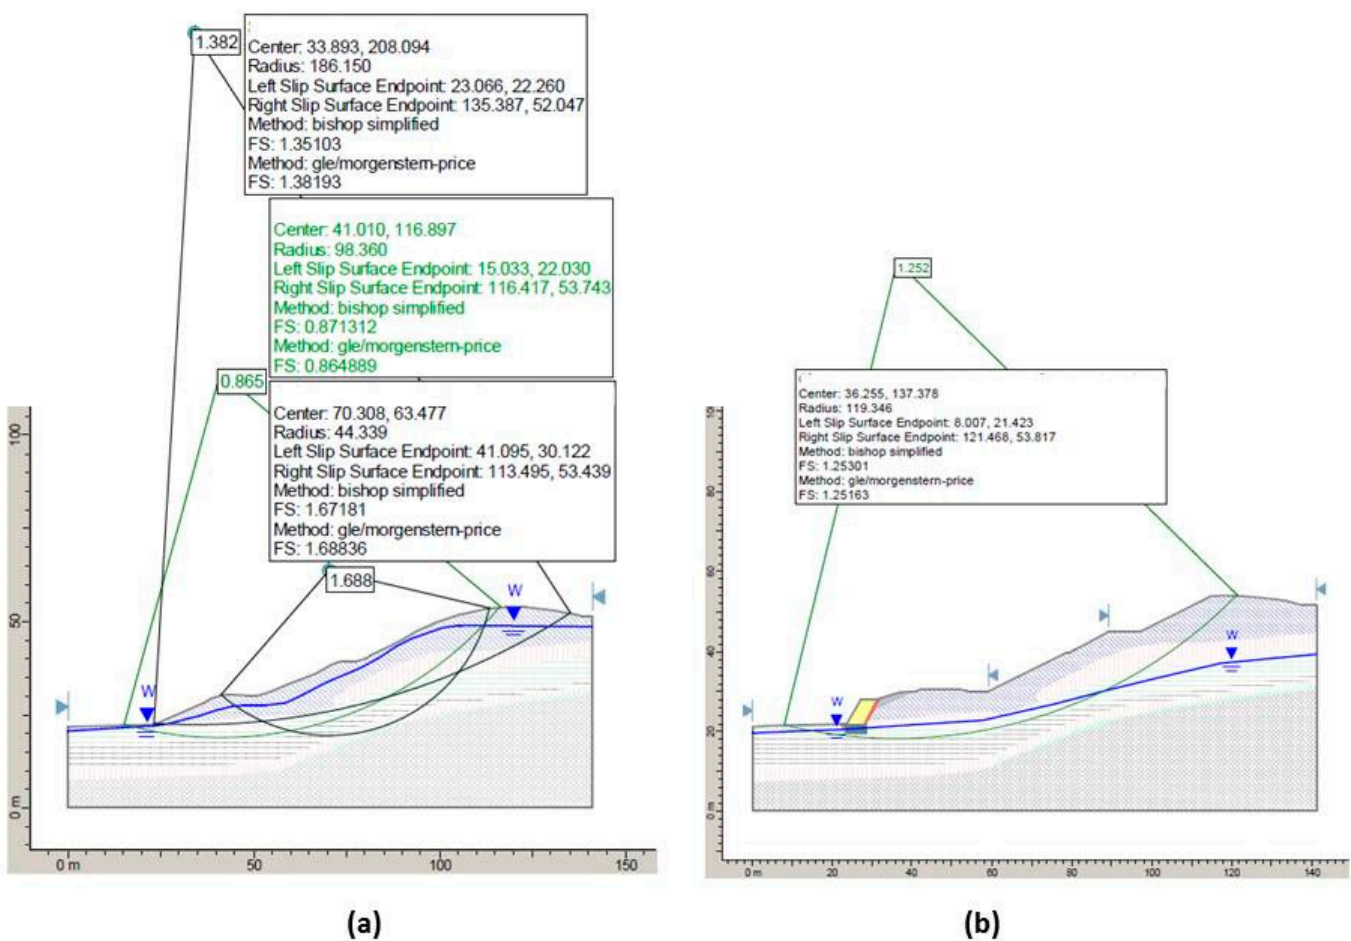 1.382
Center: 33.893, 208.094
Radius: 186.150
Left Slip Surface Endpoint: 23.066, 22.260
Right Slip Surface Endpoint: 135.387, 52.047
Method: bishop simplified
FS: 1.35103
Method: gle/morgenstern-price
FS: 1.38193
Center: 41.010, 116.897
Radius: 98.360
Left Slip Surface Endpoint: 15.033, 22.030
Right Slip Surface Endpoint: 116.417, 53.743
Method: bishop simplified
FS: 0.871312
Method: gle/morgenstern-price
FS: 0.864889
0.865
Center: 70.308, 63.477
Radius: 44.339
Left Slip Surface Endpoint: 41.095, 30.122
Right Slip Surface Endpoint: 113.495, 53.439
Method: bishop simplified
FS: 1.67181
Method: gle/morgenstern-price
FS: 1.68836
1.688
W
W
100
50
0 m
0 m
50
100
150
(a)
1.252
Center: 36.255, 137.378
Radius: 119.346
Left Slip Surface Endpoint: 8.007, 21.423
Right Slip Surface Endpoint: 121.468, 53.817
Method: bishop simplified
FS: 1.25301
Method: gle/morgenstern-price
FS: 1.25163
W
W
80
60
40
20
0 m
0 m
20
40
60
80
100
120
140
(b)